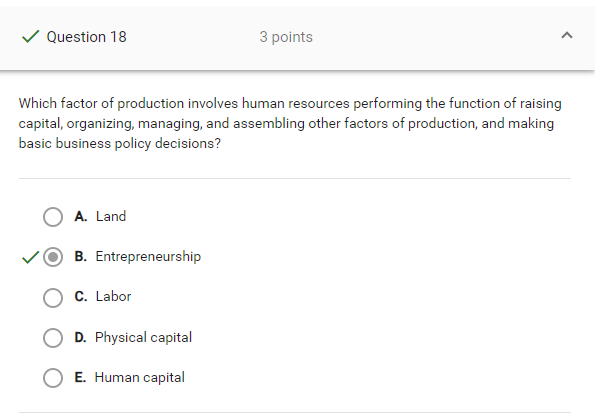 Question 18 3 points
Which factor of production involves human resources performing the function of raising
capital, organizing, managing, and assembling other factors of production, and making
basic business policy decisions?
A. Land
B. Entrepreneurship
C. Labor
D. Physical capital
E. Human capital